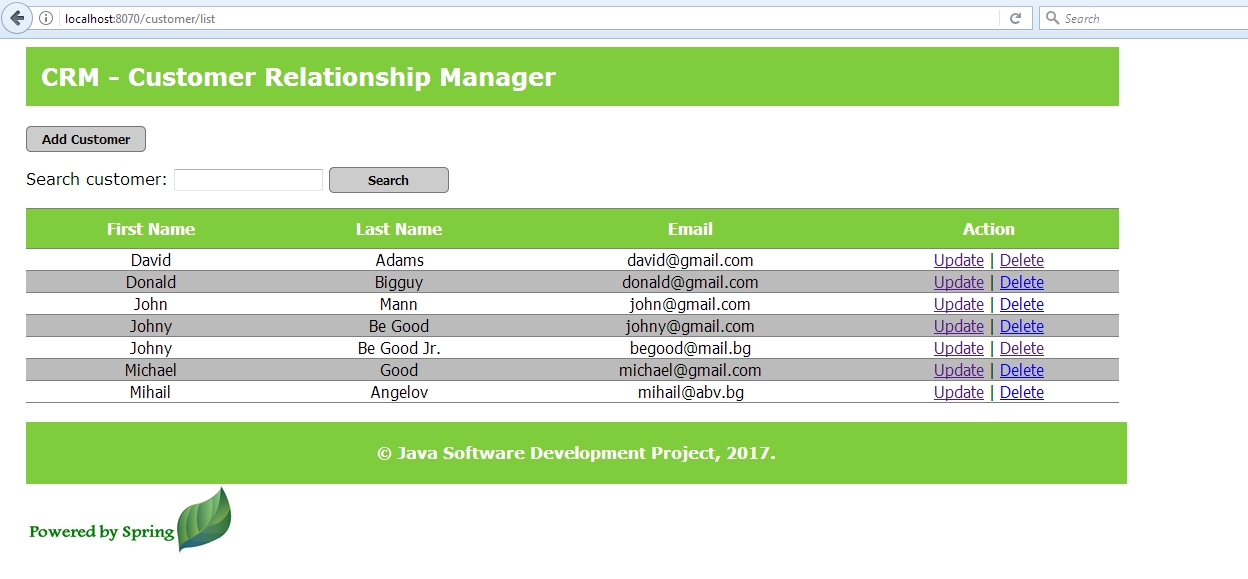 localhost:8070/customer/list
Search
CRM - Customer Relationship Manager
Add Customer
Search customer: Search
First Name Last Name Email Action
David Adams david@gmail.com Update | Delete
Donald Bigguy donald@gmail.com Update | Delete
John Mann john@gmail.com Update | Delete
Johny Be Good johny@gmail.com Update | Delete
Johny Be Good Jr. begood@mail.bg Update | Delete
Michael Good michael@gmail.com Update | Delete
Mihail Angelov mihail@abv.bg Update | Delete
© Java Software Development Project, 2017.
Powered by Spring